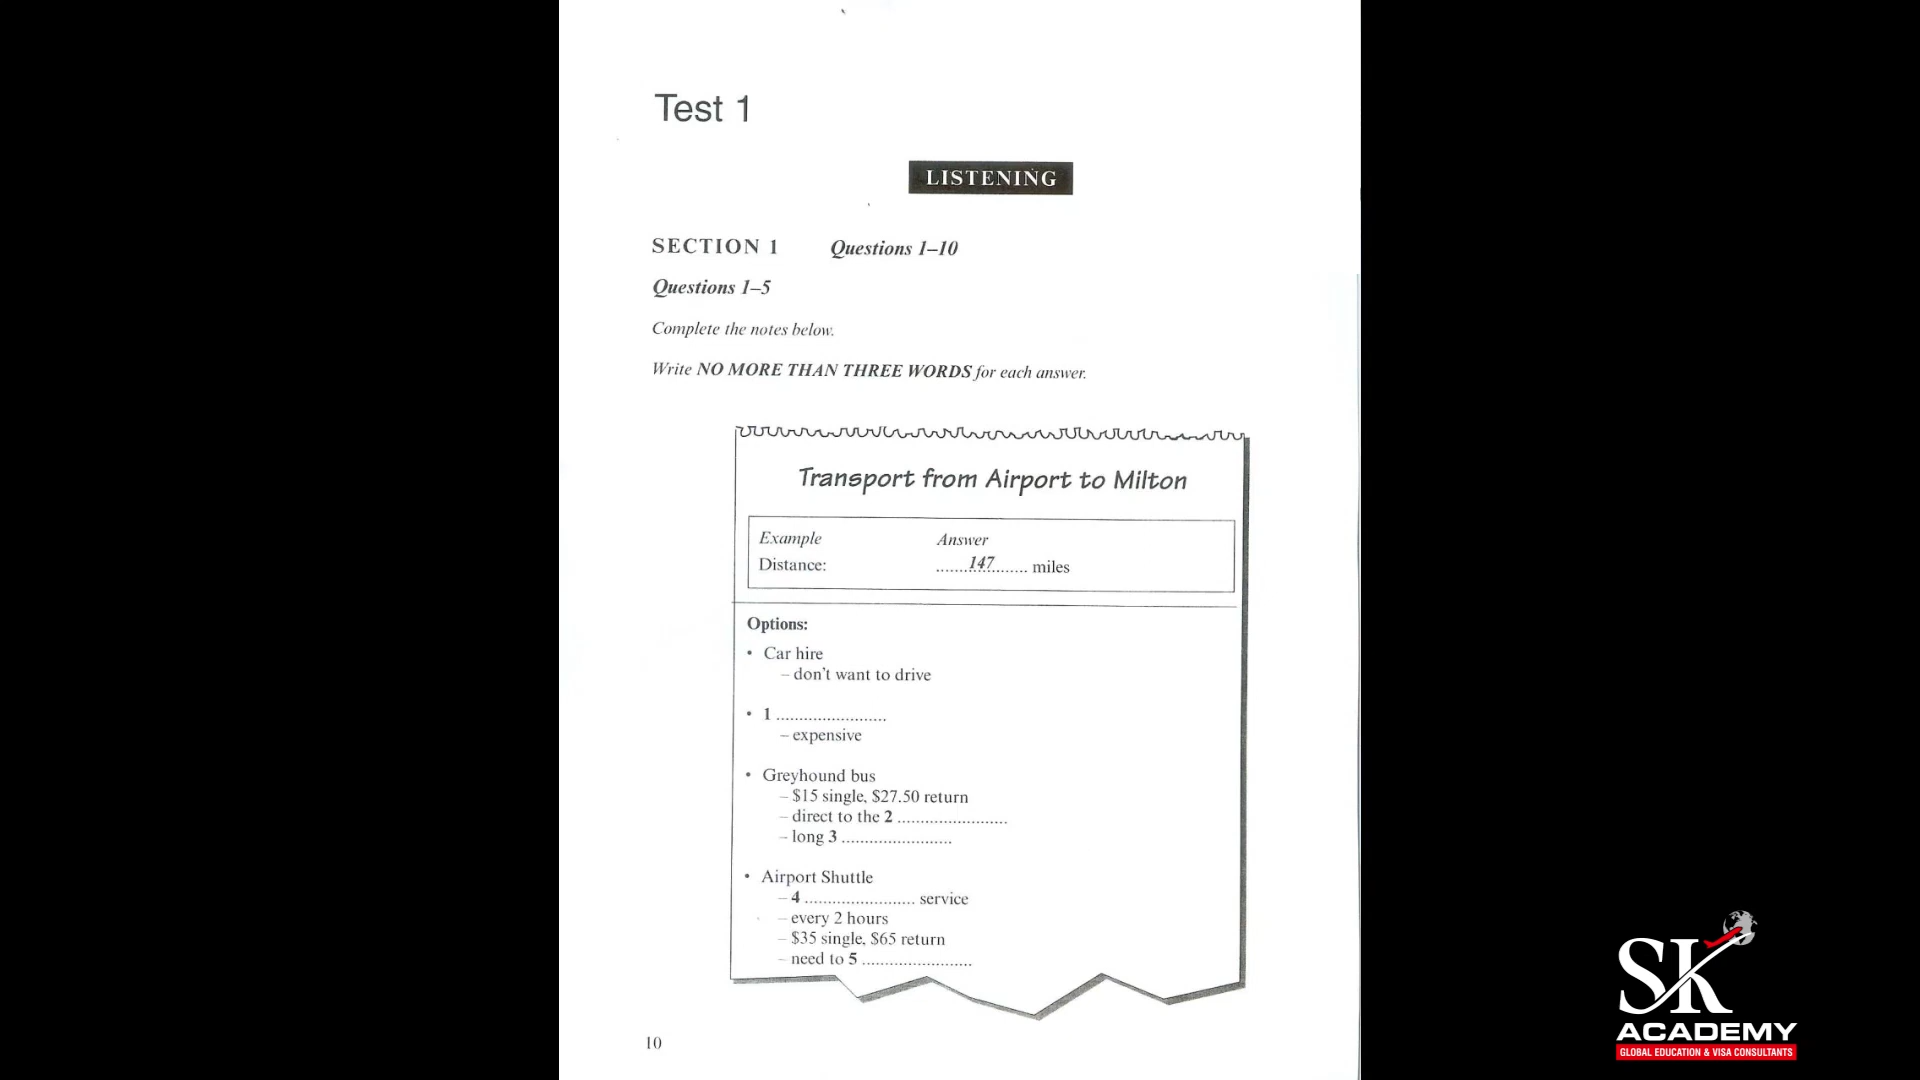 Test 1
LISTENING
SECTION 1 Questions 1–10
Questions 1–5
Complete the notes below.
Write NO MORE THAN THREE WORDS for each answer.
Transport from Airport to Milton
Example Answer
Distance: ........147........ miles
Options:
• Car hire
– don't want to drive
• 1 ........................
– expensive
• Greyhound bus
– $15 single, $27.50 return
– direct to the 2 ........................
– long 3 ........................
• Airport Shuttle
– 4 ........................ service
– every 2 hours
– $35 single, $65 return
– need to 5 ........................
10
SK
ACADEMY
GLOBAL EDUCATION & VISA CONSULTANTS